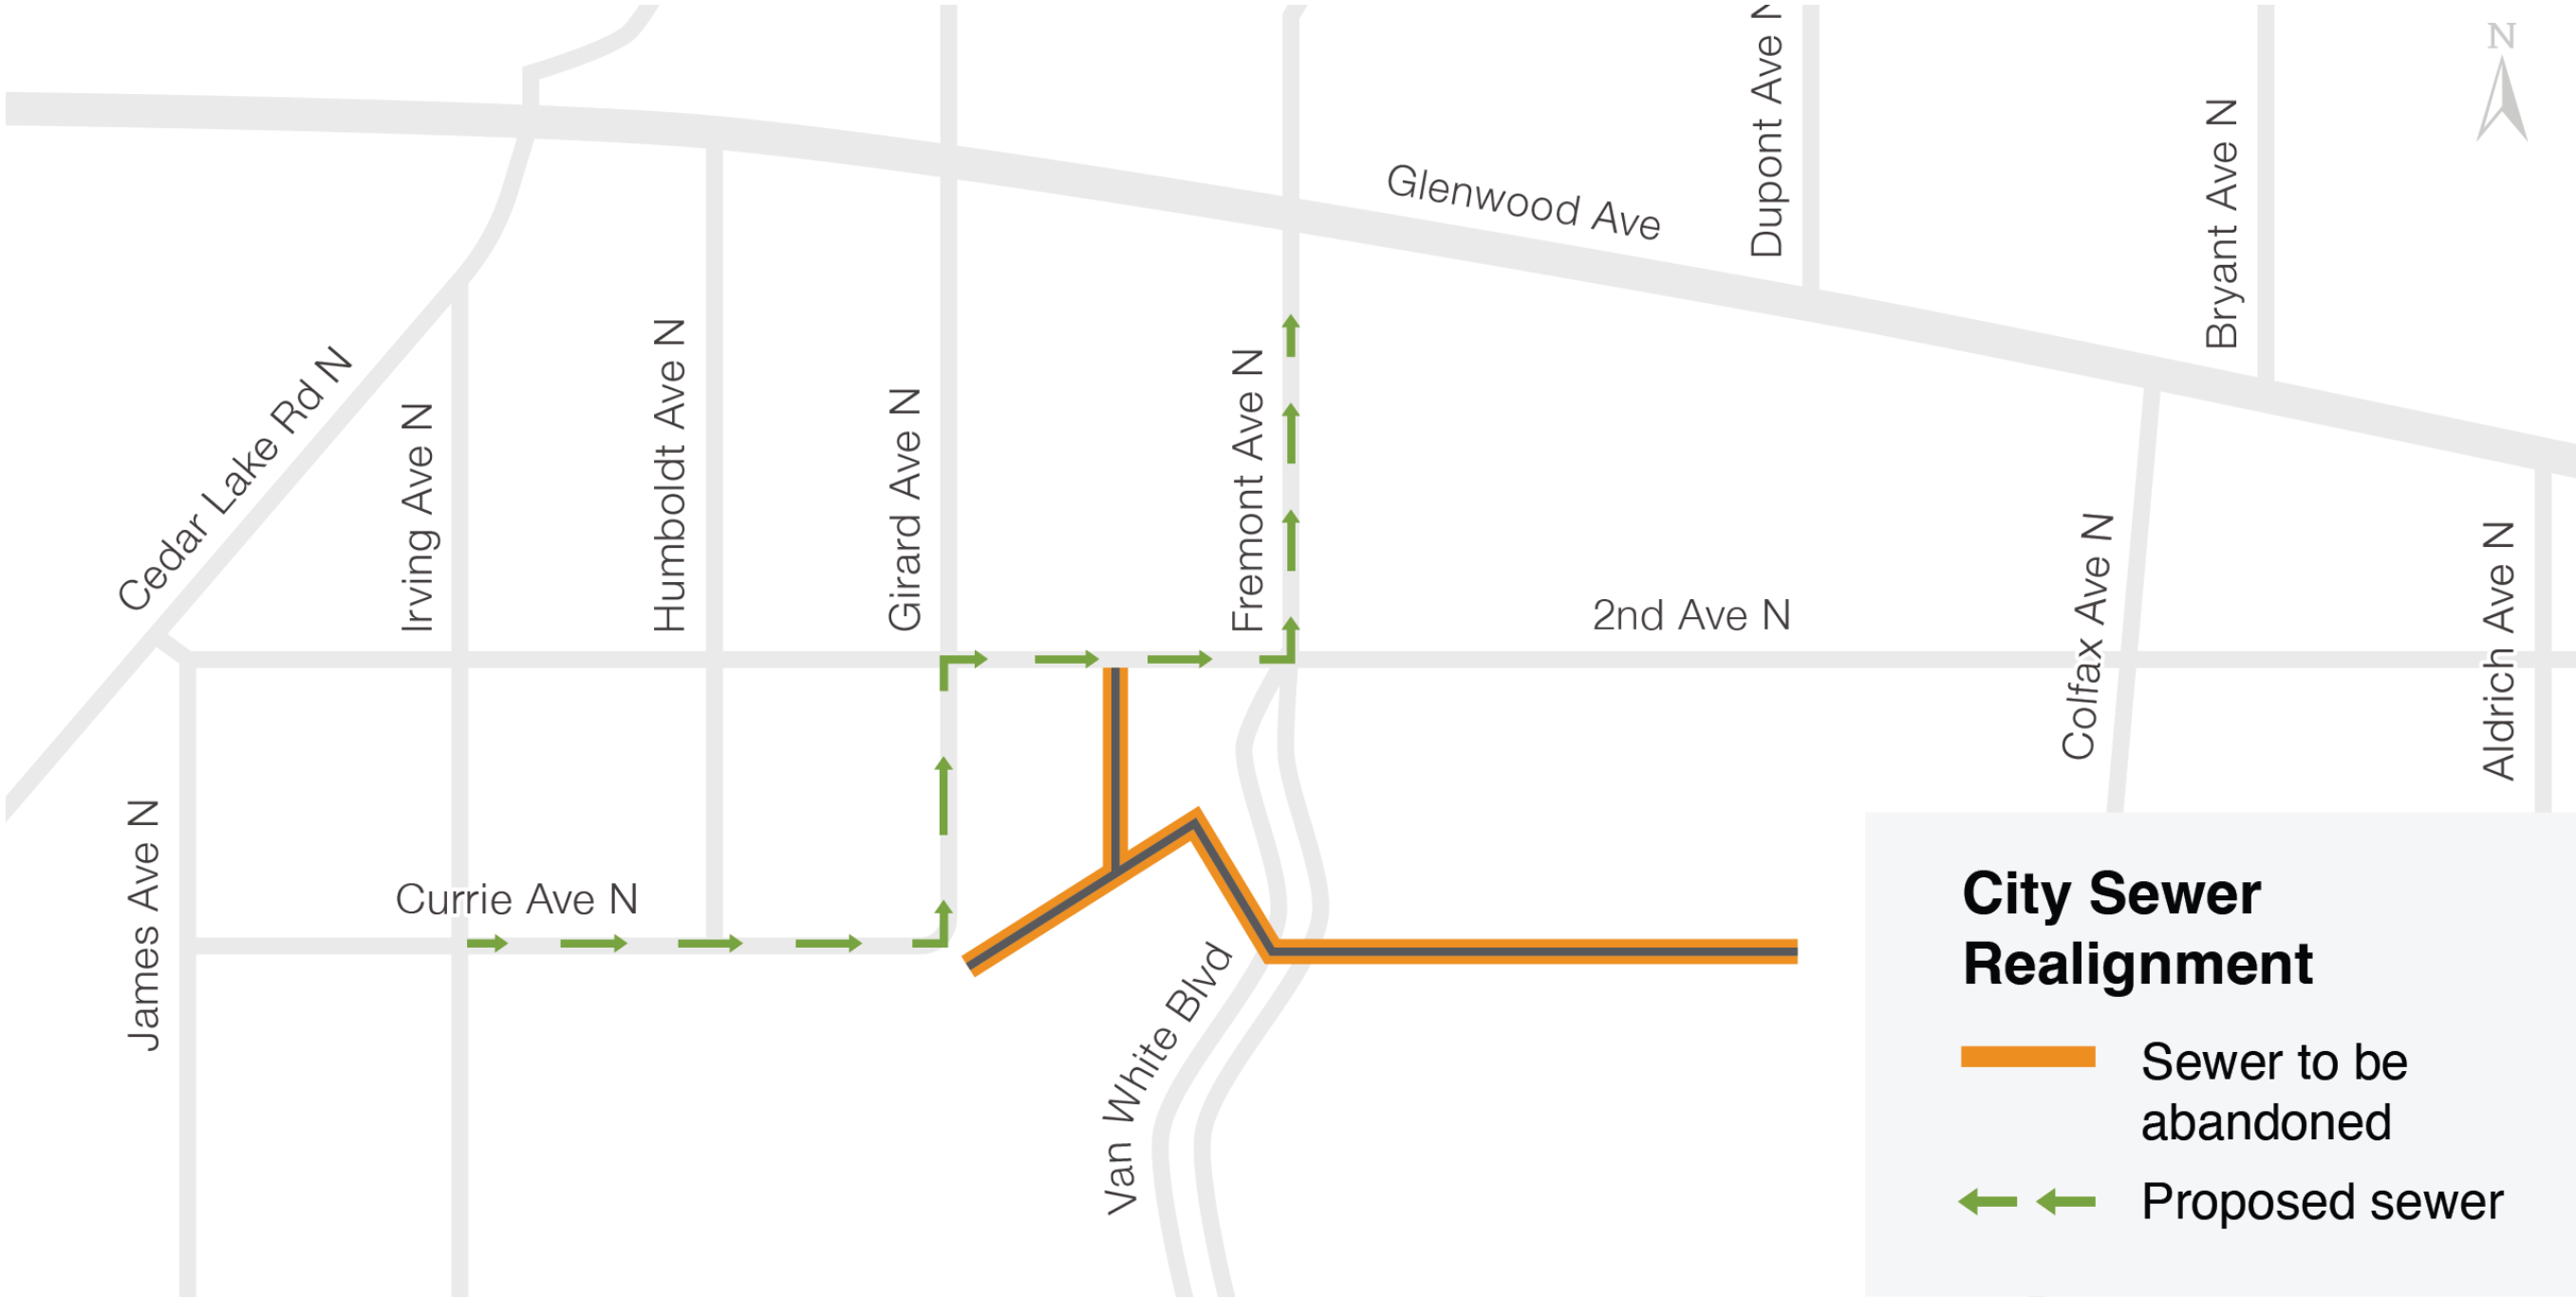 N
Dupont Ave N
Bryant Ave N
Glenwood Ave
Cedar Lake Rd N
Irving Ave N
Humboldt Ave N
Girard Ave N
Fremont Ave N
2nd Ave N
Colfax Ave N
Aldrich Ave N
James Ave N
Currie Ave N
Van White Blvd
City Sewer
Realignment
Sewer to be
abandoned
Proposed sewer